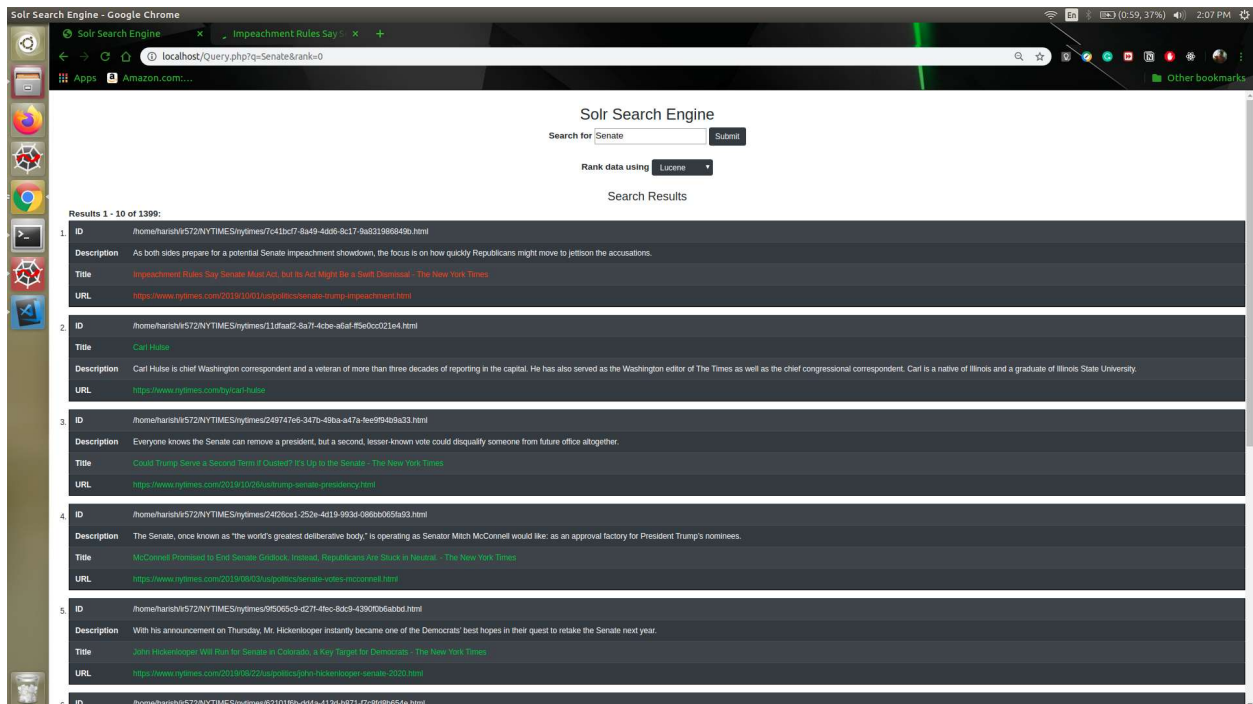 Solr Search Engine - Google Chrome
En
(0:59, 37%)
2:07 PM
Solr Search Engine
Impeachment Rules Say S
localhost/Query.php?q=Senate&rank=0
Apps
Amazon.com:...
Other bookmarks
Solr Search Engine
Search for Senate Submit
Rank data using Lucene
Search Results
Results 1 - 10 of 1399:
1. ID /home/harish/ir572/NYTIMES/nytimes/7c41bcf7-8a49-4dd6-8c17-9a831986849b.html
Description As both sides prepare for a potential Senate impeachment showdown, the focus is on how quickly Republicans might move to jettison the accusations.
Title Impeachment Rules Say Senate Must Act, but Its Act Might Be a Swift Dismissal - The New York Times
URL https://www.nytimes.com/2019/10/01/us/politics/senate-trump-impeachment.html
2. ID /home/harish/ir572/NYTIMES/nytimes/11dfaaf2-8a7f-4cbe-a6af-ff5e0cc021e4.html
Title Carl Hulse
Description Carl Hulse is chief Washington correspondent and a veteran of more than three decades of reporting in the capital. He has also served as the Washington editor of The Times as well as the chief congressional correspondent. Carl is a native of Illinois and a graduate of Illinois State University.
URL https://www.nytimes.com/by/carl-hulse
3. ID /home/harish/ir572/NYTIMES/nytimes/249747e6-347b-49ba-a47a-fee9f94b9a33.html
Description Everyone knows the Senate can remove a president, but a second, lesser-known vote could disqualify someone from future office altogether.
Title Could Trump Serve a Second Term if Ousted? It's Up to the Senate - The New York Times
URL https://www.nytimes.com/2019/10/26/us/trump-senate-presidency.html
4. ID /home/harish/ir572/NYTIMES/nytimes/24f26ce1-252e-4d19-993d-086bb065fa93.html
Description The Senate, once known as “the world’s greatest deliberative body,” is operating as Senator Mitch McConnell would like: as an approval factory for President Trump’s nominees.
Title McConnell Promised to End Senate Gridlock. Instead, Republicans Are Stuck in Neutral. - The New York Times
URL https://www.nytimes.com/2019/08/03/us/politics/senate-votes-mcconnell.html
5. ID /home/harish/ir572/NYTIMES/nytimes/9f5065c9-d27f-4fec-8dc9-4390f0b6abbd.html
Description With his announcement on Thursday, Mr. Hickenlooper instantly became one of the Democrats’ best hopes in their quest to retake the Senate next year.
Title John Hickenlooper Will Run for Senate in Colorado, a Key Target for Democrats - The New York Times
URL https://www.nytimes.com/2019/08/22/us/politics/john-hickenlooper-senate-2020.html
ID